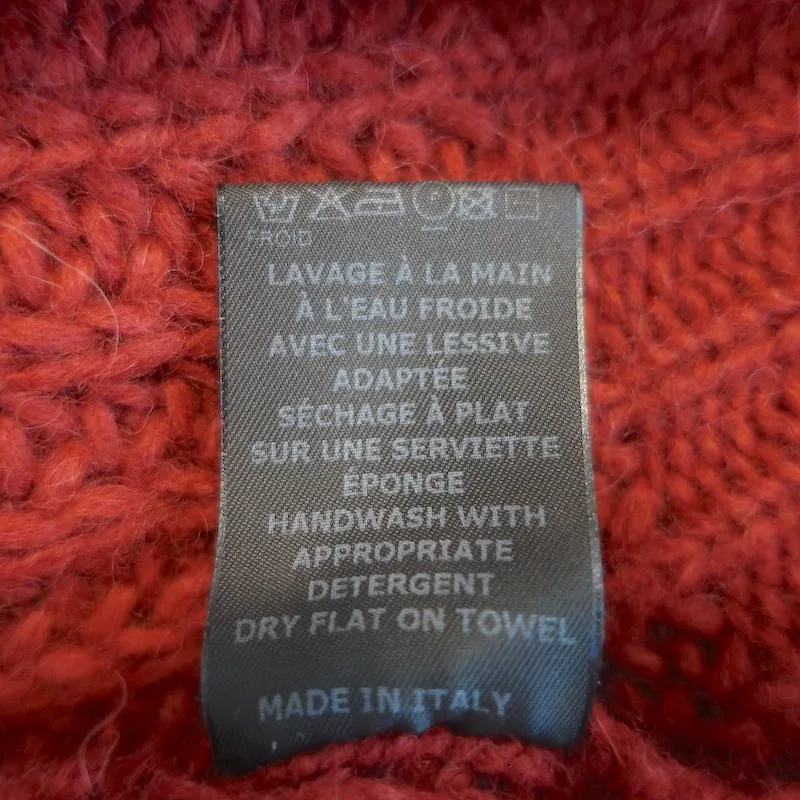 FROID
LAVAGE À LA MAIN
À L'EAU FROIDE
AVEC UNE LESSIVE
ADAPTÉE
SÉCHAGE À PLAT
SUR UNE SERVIETTE
ÉPONGE
HANDWASH WITH
APPROPRIATE
DETERGENT
DRY FLAT ON TOWEL
MADE IN ITALY